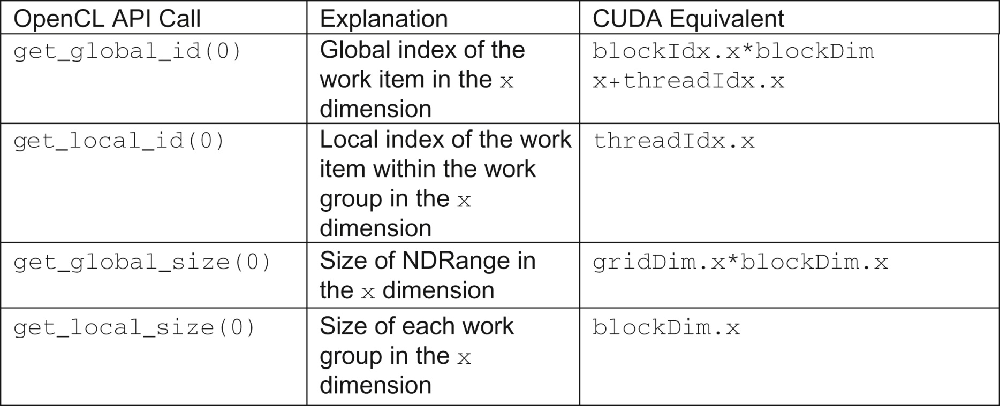 OpenCL API Call
Explanation
CUDA Equivalent
get_global_id(0)
Global index of the
work item in the x
dimension
blockIdx.x*blockDim
x+threadIdx.x
get_local_id(0)
Local index of the work
item within the work
group in the x
dimension
threadIdx.x
get_global_size(0)
Size of NDRange in
the x dimension
gridDim.x*blockDim.x
get_local_size(0)
Size of each work
group in the x
dimension
blockDim.x